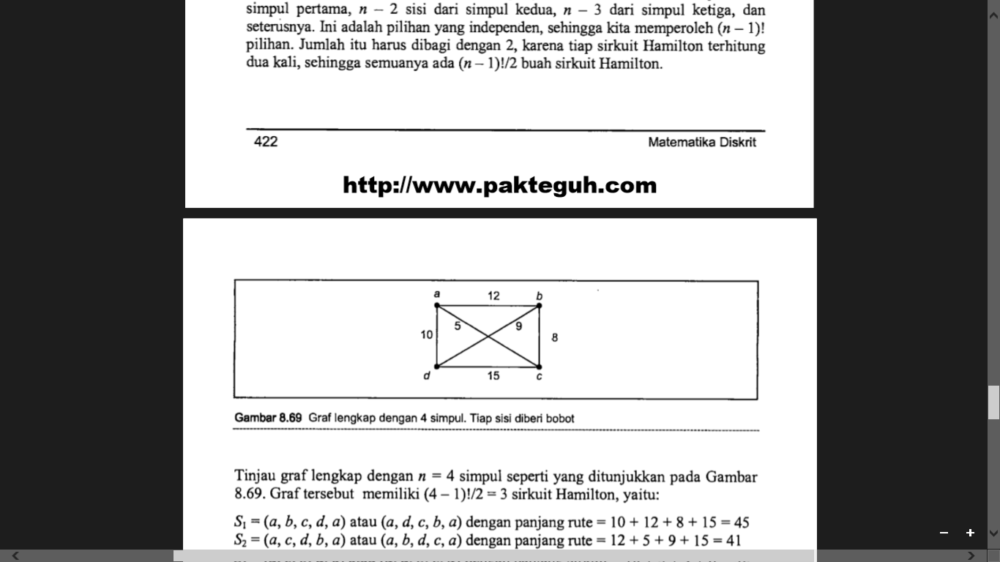 simpul pertama, n – 2 sisi dari simpul kedua, n – 3 dari simpul ketiga, dan
seterusnya. Ini adalah pilihan yang independen, sehingga kita memperoleh (n – 1)!
pilihan. Jumlah itu harus dibagi dengan 2, karena tiap sirkuit Hamilton terhitung
dua kali, sehingga semuanya ada (n – 1)!/2 buah sirkuit Hamilton.
422 Matematika Diskrit
http://www.pakteguh.com
a 12 b
5 9
10 8
d 15 c
Gambar 8.69 Graf lengkap dengan 4 simpul. Tiap sisi diberi bobot
Tinjau graf lengkap dengan n = 4 simpul seperti yang ditunjukkan pada Gambar
8.69. Graf tersebut memiliki (4 – 1)!/2 = 3 sirkuit Hamilton, yaitu:
S₁ = (a, b, c, d, a) atau (a, d, c, b, a) dengan panjang rute = 10 + 12 + 8 + 15 = 45
S₂ = (a, c, d, b, a) atau (a, b, d, c, a) dengan panjang rute = 12 + 5 + 9 + 15 = 41